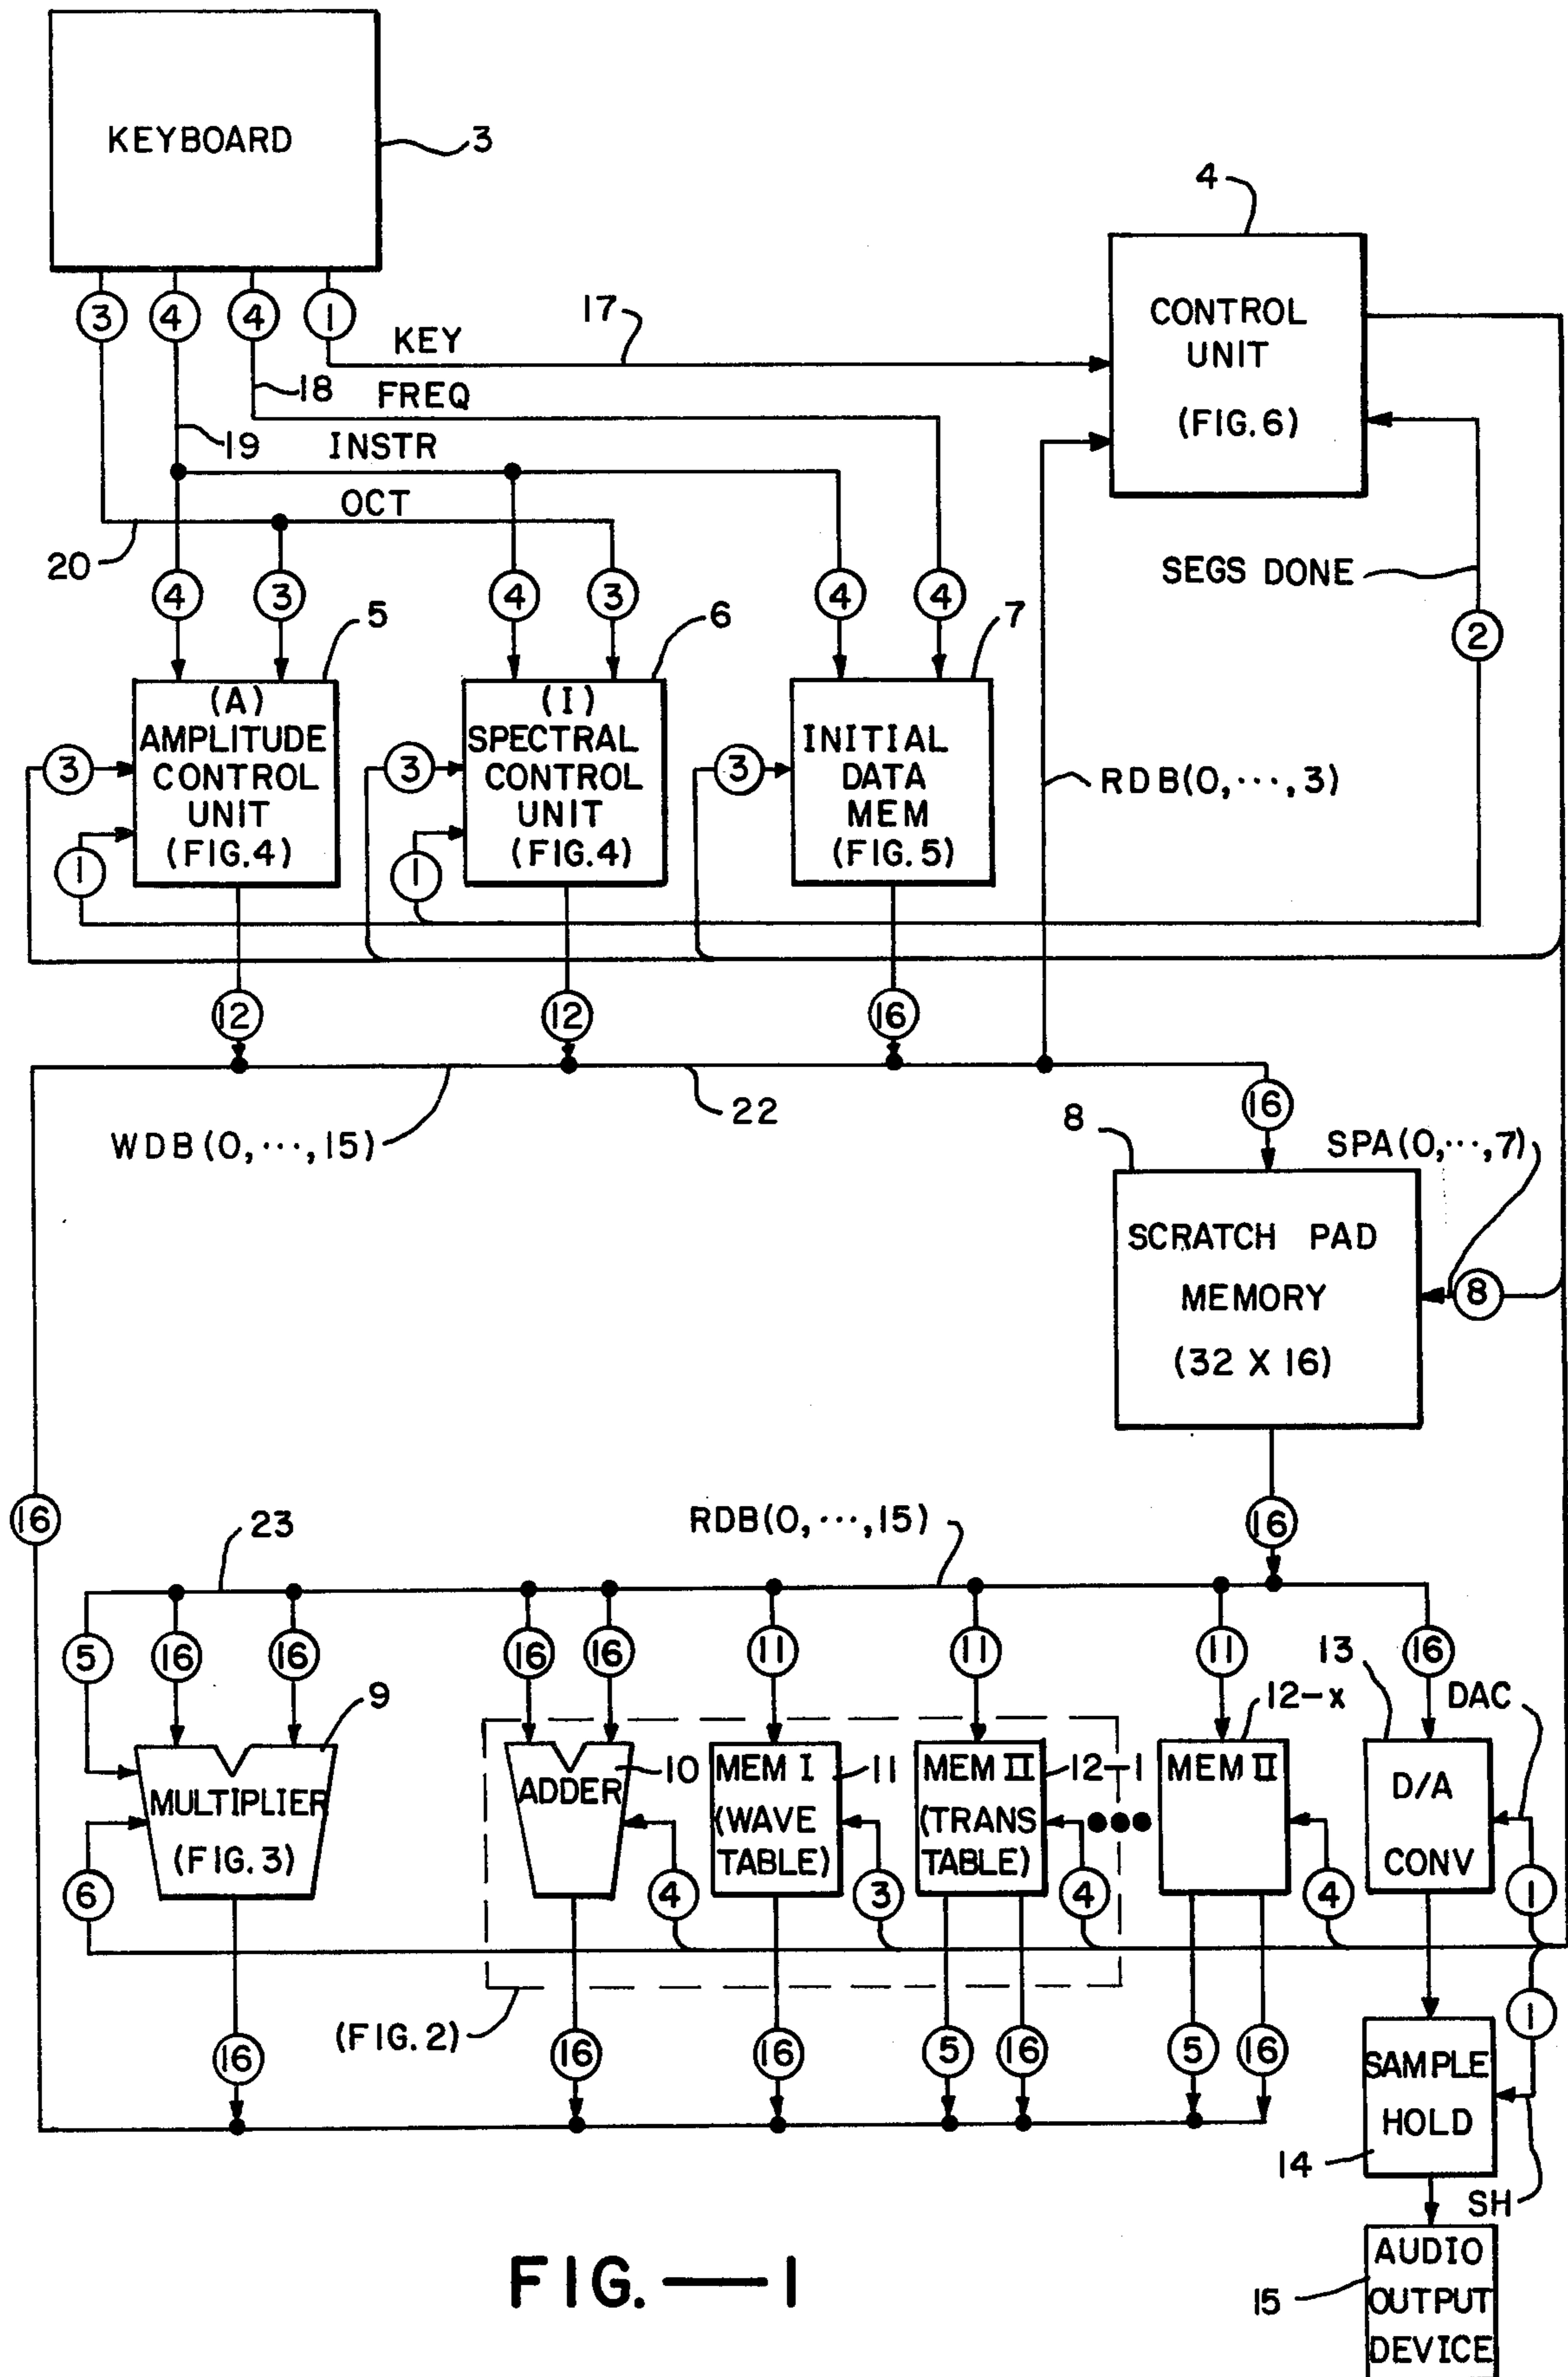 KEYBOARD
3
4
CONTROL
UNIT
(FIG. 6)
3
4
4
1
KEY
17
18
FREQ
19
INSTR
OCT
20
SEGS DONE
2
4
3
4
3
4
4
5
6
7
(A)
AMPLITUDE
CONTROL
UNIT
(FIG. 4)
(I)
SPECTRAL
CONTROL
UNIT
(FIG. 4)
INITIAL
DATA
MEM
(FIG. 5)
3
3
3
RDB(0,···,3)
1
1
12
12
16
22
WDB(0,···,15)
16
8
SPA(0,···,7)
SCRATCH PAD
MEMORY
(32 X 16)
8
16
23
RDB(0,···,15)
16
5
16
16
16
16
11
11
11
16
9
13
12-x
DAC
MULTIPLIER
(FIG. 3)
ADDER
10
MEM I
(WAVE
TABLE)
11
MEM II
(TRANS
TABLE)
12-1
MEM II
D/A
CONV
6
4
3
4
4
1
(FIG. 2)
16
16
16
5
16
5
16
1
SAMPLE
HOLD
14
SH
AUDIO
OUTPUT
DEVICE
15
FIG.—1